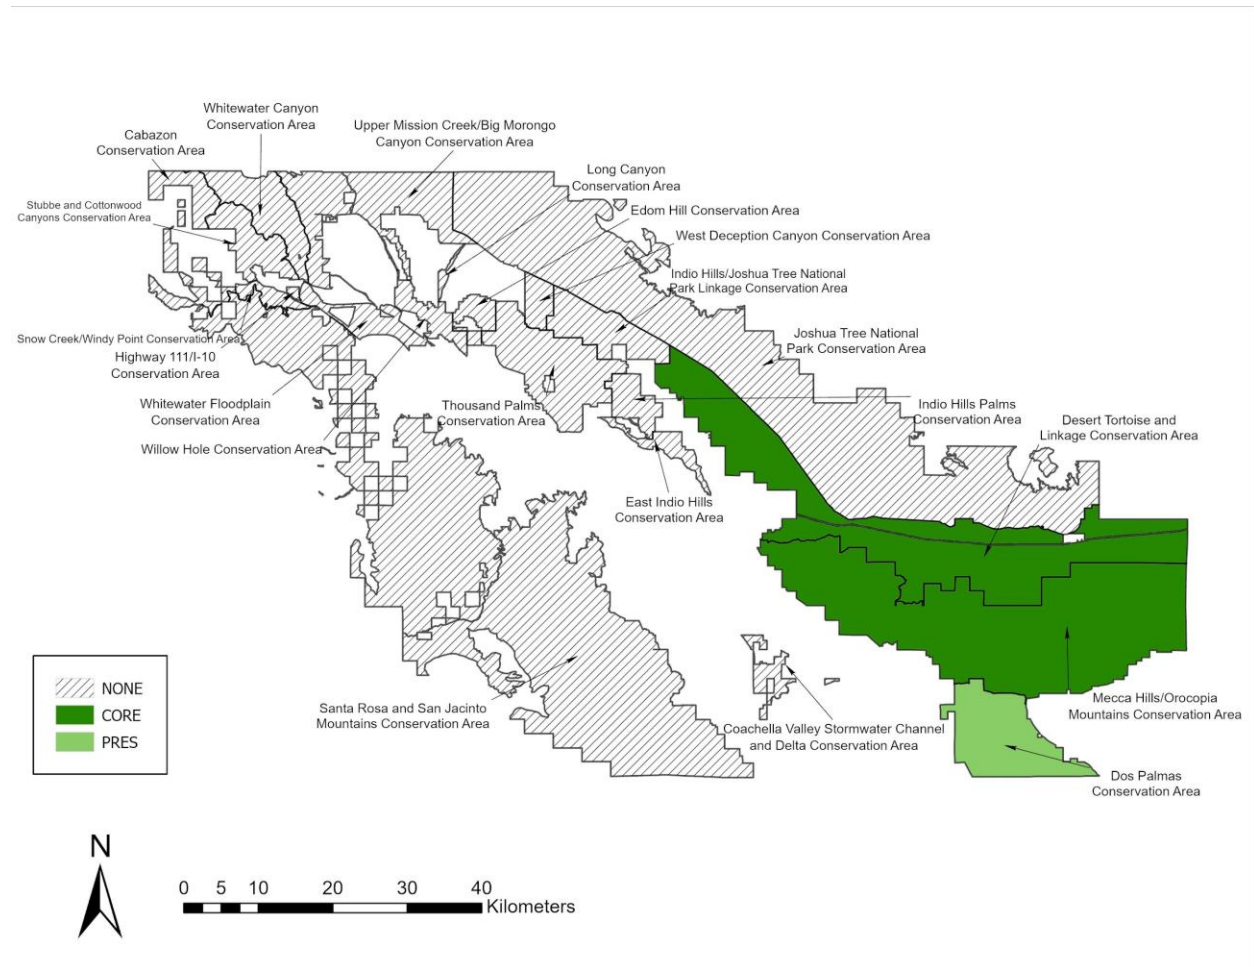 Whitewater Canyon
Conservation Area
Cabazon
Conservation Area
Upper Mission Creek/Big Morongo
Canyon Conservation Area
Long Canyon
Conservation Area
Stubbe and Cottonwood
Canyons Conservation Area
Edom Hill Conservation Area
West Deception Canyon Conservation Area
Indio Hills/Joshua Tree National
Park Linkage Conservation Area
Joshua Tree National
Park Conservation Area
Snow Creek/Windy Point Conservation Area
Highway 111/I-10
Conservation Area
Whitewater Floodplain
Conservation Area
Willow Hole Conservation Area
Thousand Palms
Conservation Area
Indio Hills Palms
Conservation Area
Desert Tortoise and
Linkage Conservation Area
East Indio Hills
Conservation Area
Santa Rosa and San Jacinto
Mountains Conservation Area
Coachella Valley Stormwater Channel
and Delta Conservation Area
Mecca Hills/Orocopia
Mountains Conservation Area
Dos Palmas
Conservation Area
NONE
CORE
PRES
N
0 5 10 20 30 40
Kilometers